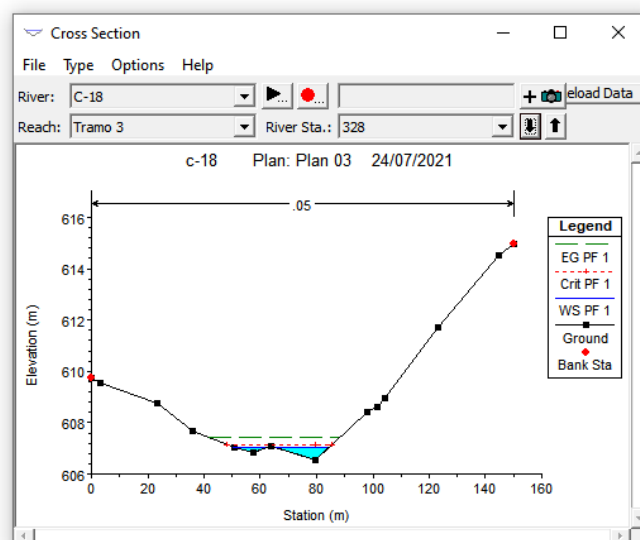 Cross Section
File Type Options Help
River: C-18 + eload Data
Reach: Tramo 3 River Sta.: 328
c-18 Plan: Plan 03 24/07/2021
.05
616
614
612
610
608
606
Elevation (m)
0 20 40 60 80 100 120 140 160
Station (m)
Legend
EG PF 1
Crit PF 1
WS PF 1
Ground
Bank Sta